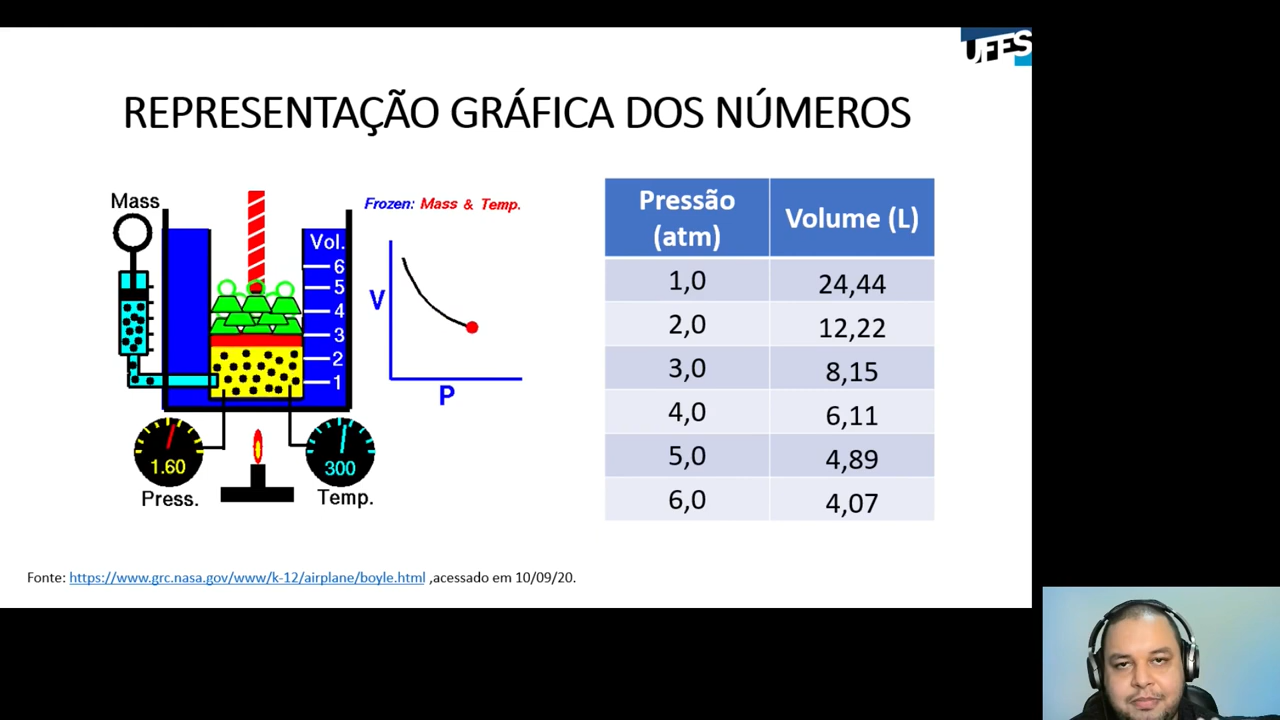 UFES
REPRESENTAÇÃO GRÁFICA DOS NÚMEROS
Mass
Frozen: Mass & Temp.
Vol.
6
5
4
3
2
1
V
P
1.60
300
Press.
Temp.
Pressão (atm) Volume (L)
1,0 24,44
2,0 12,22
3,0 8,15
4,0 6,11
5,0 4,89
6,0 4,07
Fonte: https://www.grc.nasa.gov/www/k-12/airplane/boyle.html ,acessado em 10/09/20.